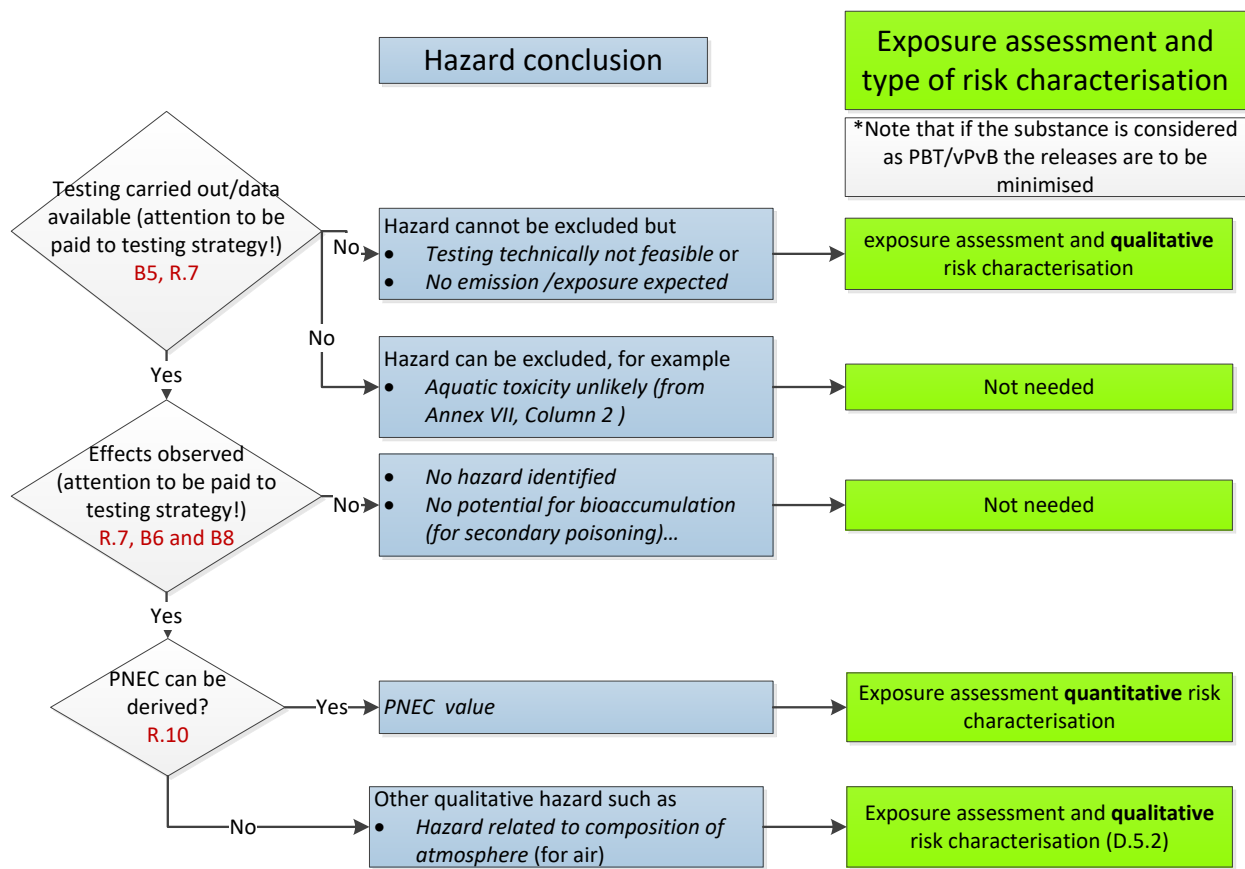 Hazard conclusion
Exposure assessment and
type of risk characterisation
*Note that if the substance is considered
as PBT/vPvB the releases are to be
minimised
Testing carried out/data
available (attention to be
paid to testing strategy!)
B5, R.7
No
Hazard cannot be excluded but
• Testing technically not feasible or
• No emission /exposure expected
exposure assessment and qualitative
risk characterisation
No
Hazard can be excluded, for example
• Aquatic toxicity unlikely (from
Annex VII, Column 2 )
Not needed
Yes
Effects observed
(attention to be paid to
testing strategy!)
R.7, B6 and B8
No
• No hazard identified
• No potential for bioaccumulation
(for secondary poisoning)…
Not needed
Yes
PNEC can be
derived?
R.10
Yes
PNEC value
Exposure assessment quantitative risk
characterisation
No
Other qualitative hazard such as
• Hazard related to composition of
atmosphere (for air)
Exposure assessment and qualitative
risk characterisation (D.5.2)